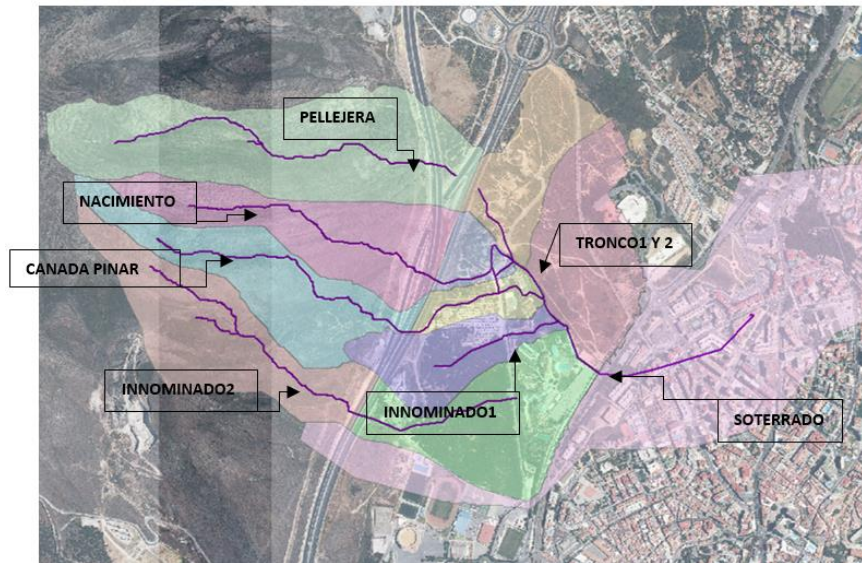 PELLEJERA
NACIMIENTO
TRONCO1 Y 2
CANADA PINAR
INNOMINADO2
INNOMINADO1
SOTERRADO